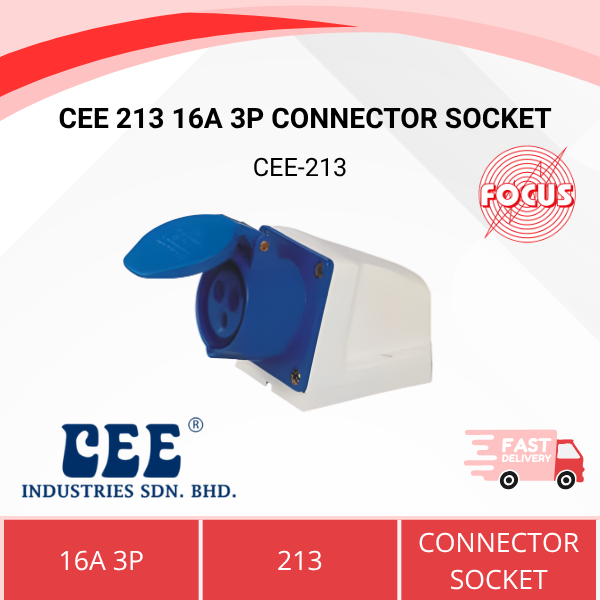 CEE 213 16A 3P CONNECTOR SOCKET
CEE-213
FOCUS
CEE®
INDUSTRIES SDN. BHD.
FAST
DELIVERY
16A 3P
213
CONNECTOR
SOCKET